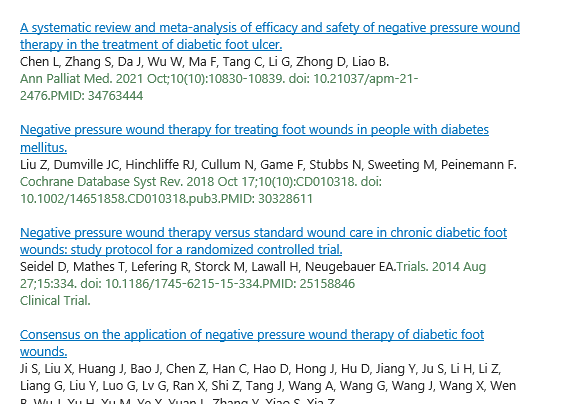 A systematic review and meta-analysis of efficacy and safety of negative pressure wound
therapy in the treatment of diabetic foot ulcer.
Chen L, Zhang S, Da J, Wu W, Ma F, Tang C, Li G, Zhong D, Liao B.
Ann Palliat Med. 2021 Oct;10(10):10830-10839. doi: 10.21037/apm-21-
2476.PMID: 34763444
Negative pressure wound therapy for treating foot wounds in people with diabetes
mellitus.
Liu Z, Dumville JC, Hinchliffe RJ, Cullum N, Game F, Stubbs N, Sweeting M, Peinemann F.
Cochrane Database Syst Rev. 2018 Oct 17;10(10):CD010318. doi:
10.1002/14651858.CD010318.pub3.PMID: 30328611
Negative pressure wound therapy versus standard wound care in chronic diabetic foot
wounds: study protocol for a randomized controlled trial.
Seidel D, Mathes T, Lefering R, Storck M, Lawall H, Neugebauer EA.Trials. 2014 Aug
27;15:334. doi: 10.1186/1745-6215-15-334.PMID: 25158846
Clinical Trial.
Consensus on the application of negative pressure wound therapy of diabetic foot
wounds.
Ji S, Liu X, Huang J, Bao J, Chen Z, Han C, Hao D, Hong J, Hu D, Jiang Y, Ju S, Li H, Li Z,
Liang G, Liu Y, Luo G, Lv G, Ran X, Shi Z, Tang J, Wang A, Wang G, Wang J, Wang X, Wen
B, Wu J, Xu H, Xu M, Ye X, Yuan L, Zhang Y, Xiao S, Xia Z.